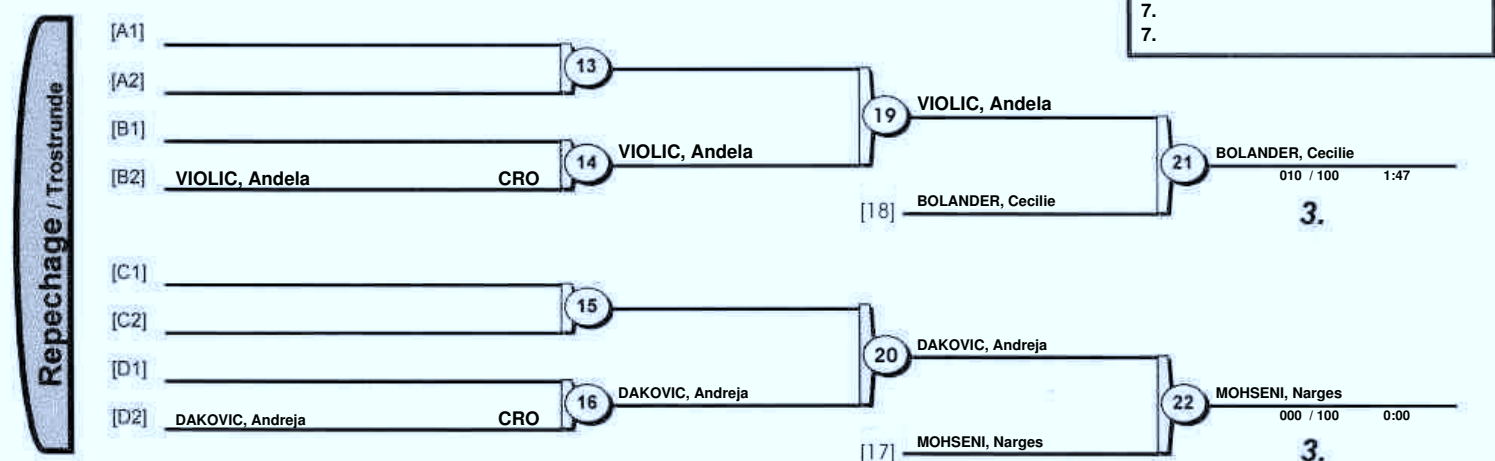 7.
7.
Repechage / Trostrunde
[A1]
13
[A2]
19 VIOLIC, Andela
[B1]
14 VIOLIC, Andela
[B2] VIOLIC, Andela CRO
21 BOLANDER, Cecilie
010 / 100 1:47
[18] BOLANDER, Cecilie
3.
[C1]
15
[C2]
20 DAKOVIC, Andreja
[D1]
16 DAKOVIC, Andreja
[D2] DAKOVIC, Andreja CRO
22 MOHSENI, Narges
000 / 100 0:00
[17] MOHSENI, Narges
3.